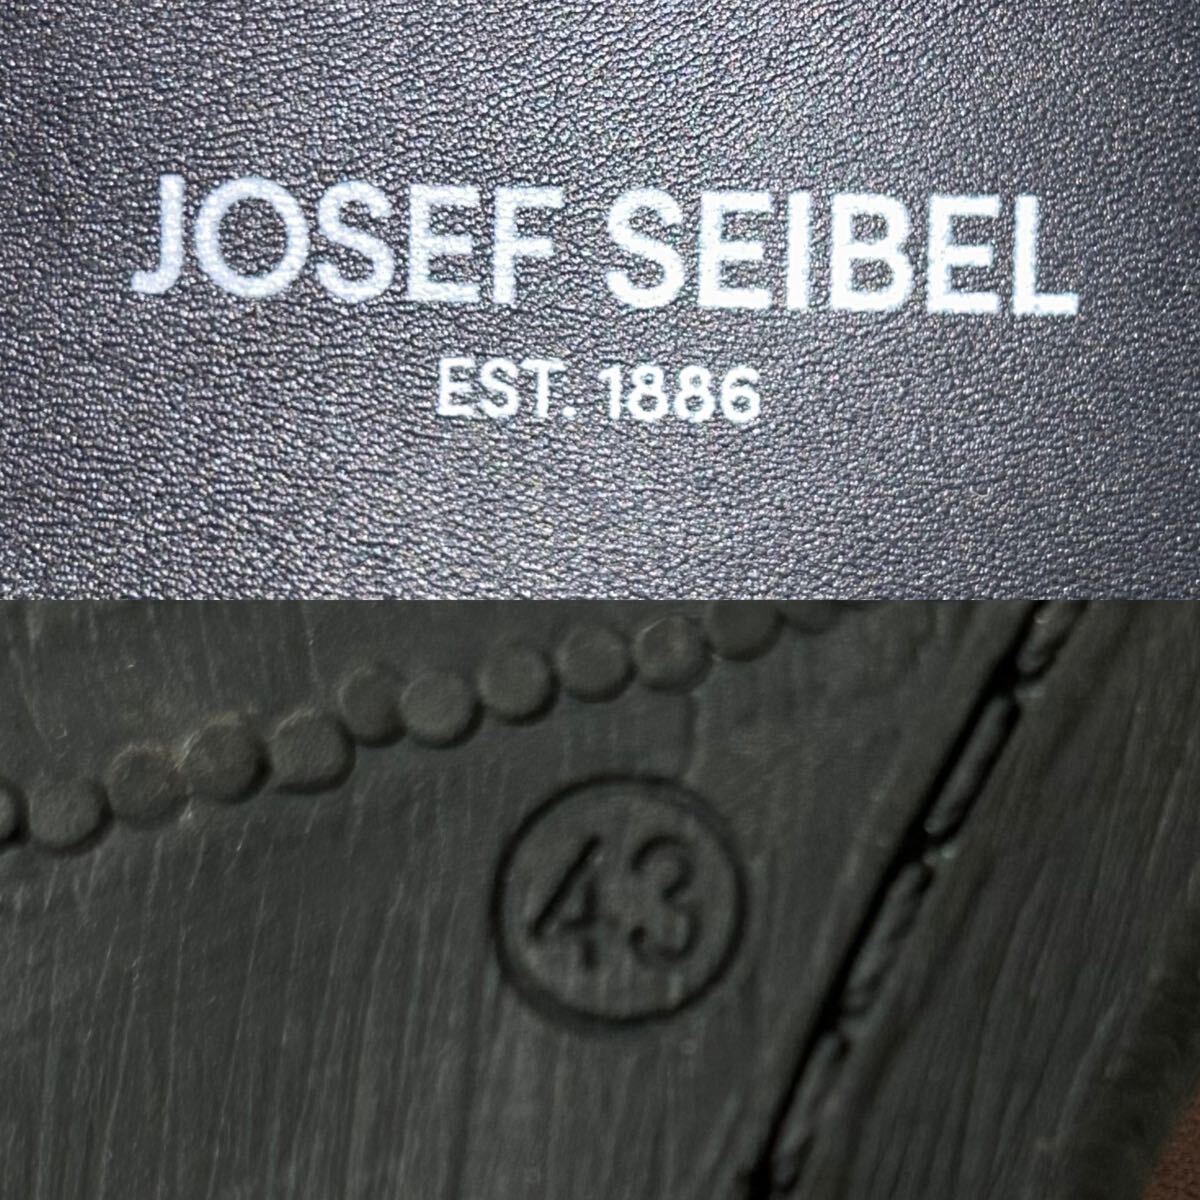 JOSEF SEIBEL
EST. 1886
43